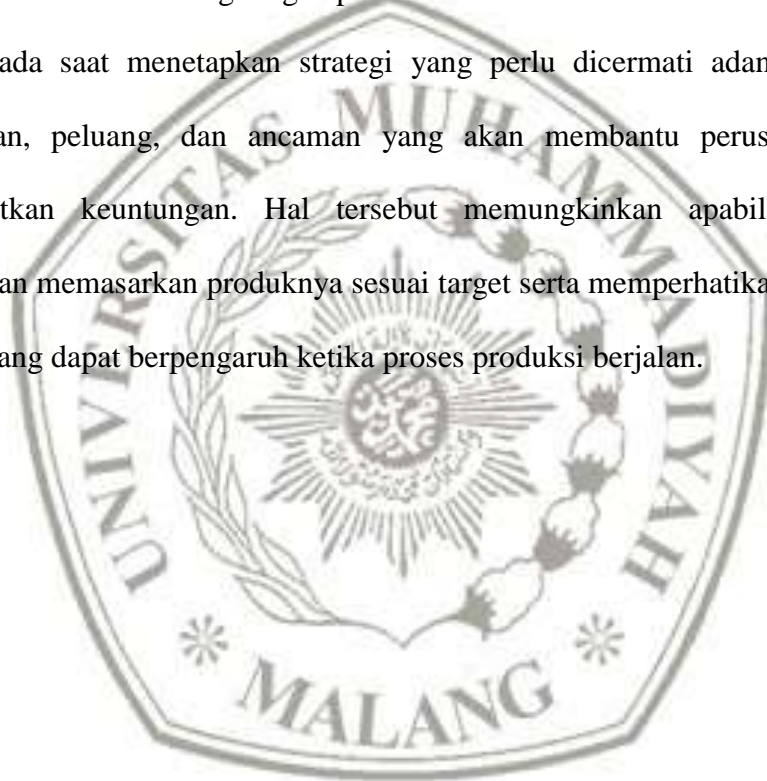 ada saat menetapkan strategi yang perlu dicermati adan
an, peluang, dan ancaman yang akan membantu perus
tkan keuntungan. Hal tersebut memungkinkan apabil
an memasarkan produknya sesuai target serta memperhatika
ang dapat berpengaruh ketika proses produksi berjalan.
UNIVERSITAS MUHAMMADIYAH
MALANG